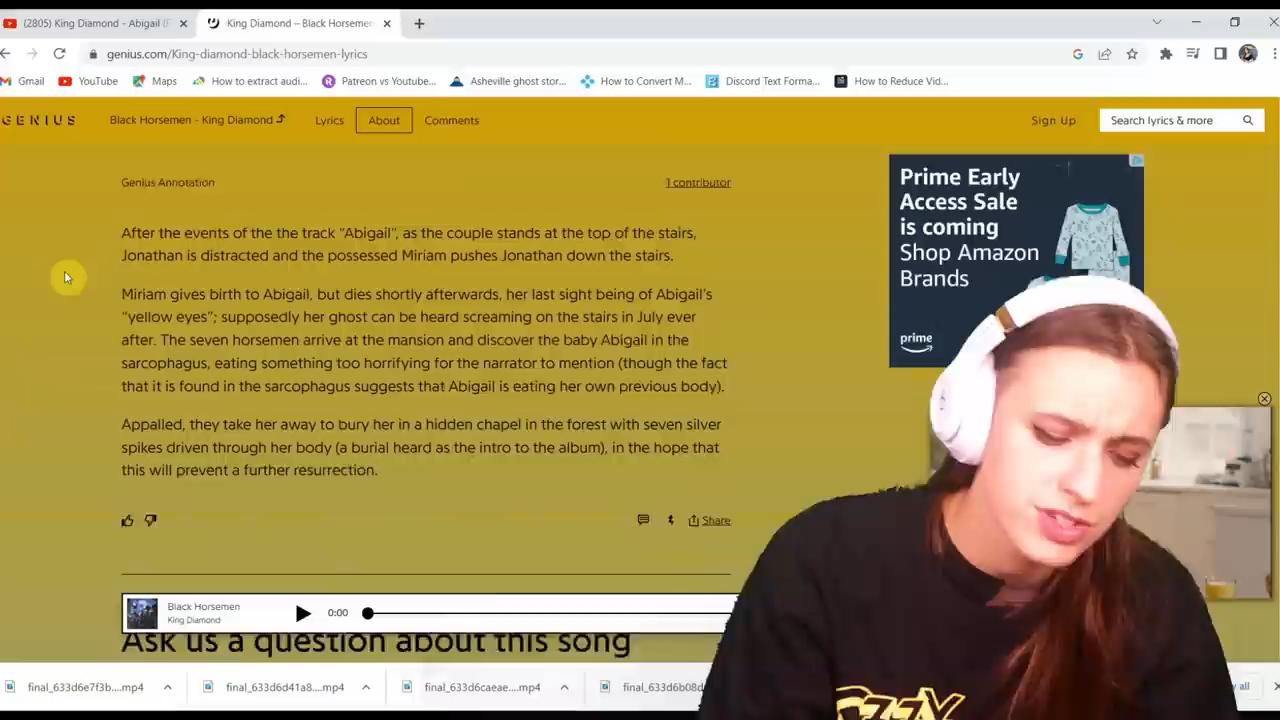 (2805) King Diamond - Abigail (F
King Diamond – Black Horsemen
genius.com/King-diamond-black-horsemen-lyrics
Gmail
YouTube
Maps
How to extract audi...
Patreon vs Youtube...
Asheville ghost stor...
How to Convert M...
Discord Text Forma...
How to Reduce Vid...
GENIUS
Black Horsemen - King Diamond
Lyrics
About
Comments
Sign Up
Search lyrics & more
Genius Annotation
1 contributor
After the events of the the track “Abigail”, as the couple stands at the top of the stairs,
Jonathan is distracted and the possessed Miriam pushes Jonathan down the stairs.
Miriam gives birth to Abigail, but dies shortly afterwards, her last sight being of Abigail’s
“yellow eyes”; supposedly her ghost can be heard screaming on the stairs in July ever
after. The seven horsemen arrive at the mansion and discover the baby Abigail in the
sarcophagus, eating something too horrifying for the narrator to mention (though the fact
that it is found in the sarcophagus suggests that Abigail is eating her own previous body).
Appalled, they take her away to bury her in a hidden chapel in the forest with seven silver
spikes driven through her body (a burial heard as the intro to the album), in the hope that
this will prevent a further resurrection.
Share
Prime Early
Access Sale
is coming
Shop Amazon
Brands
prime
Black Horsemen
King Diamond
0:00
Ask us a question about this song
final_633d6e7f3b....mp4
final_633d6d41a8....mp4
final_633d6caeae....mp4
final_633d6b08d
all